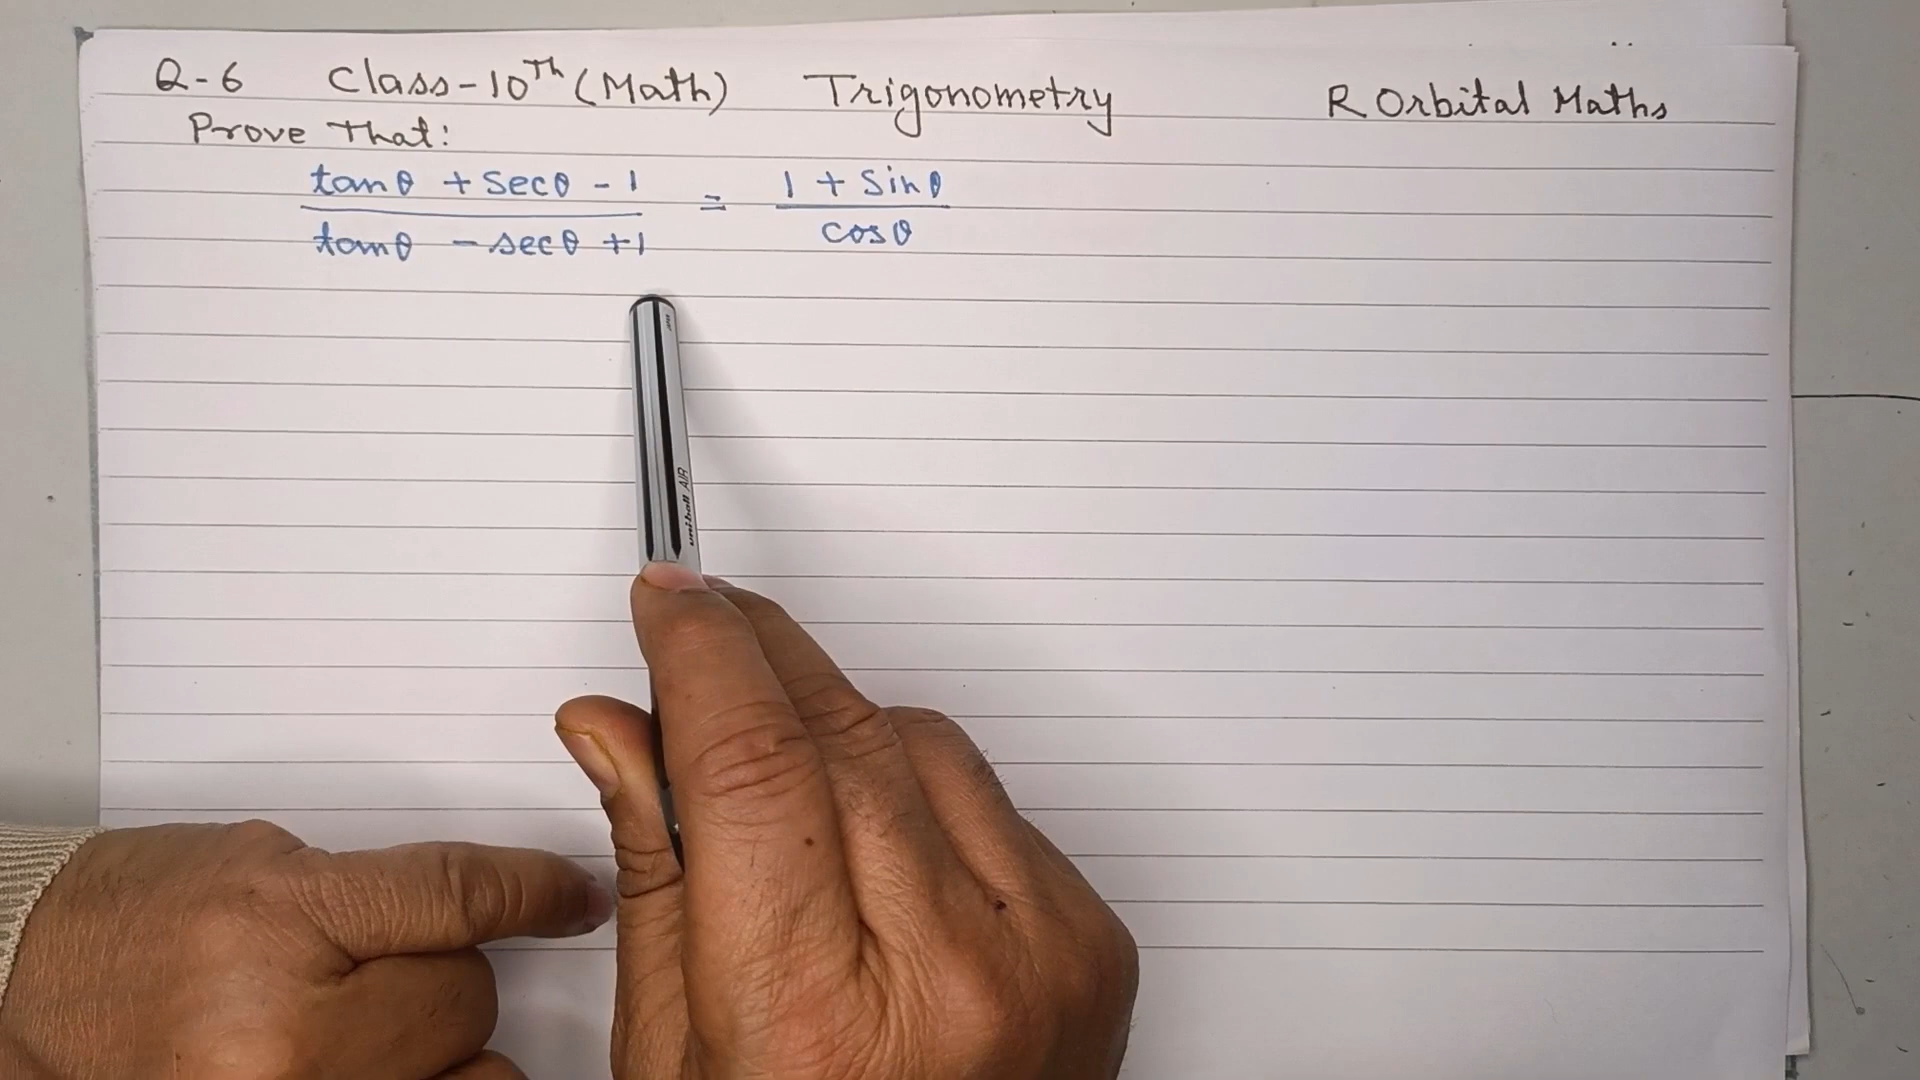 Q-6 Class-10Th (Math) Trigonometry R Orbital Maths
Prove That:
tanθ + Secθ - 1 / tanθ - secθ + 1 = 1 + Sinθ / cosθ
uniball AIR